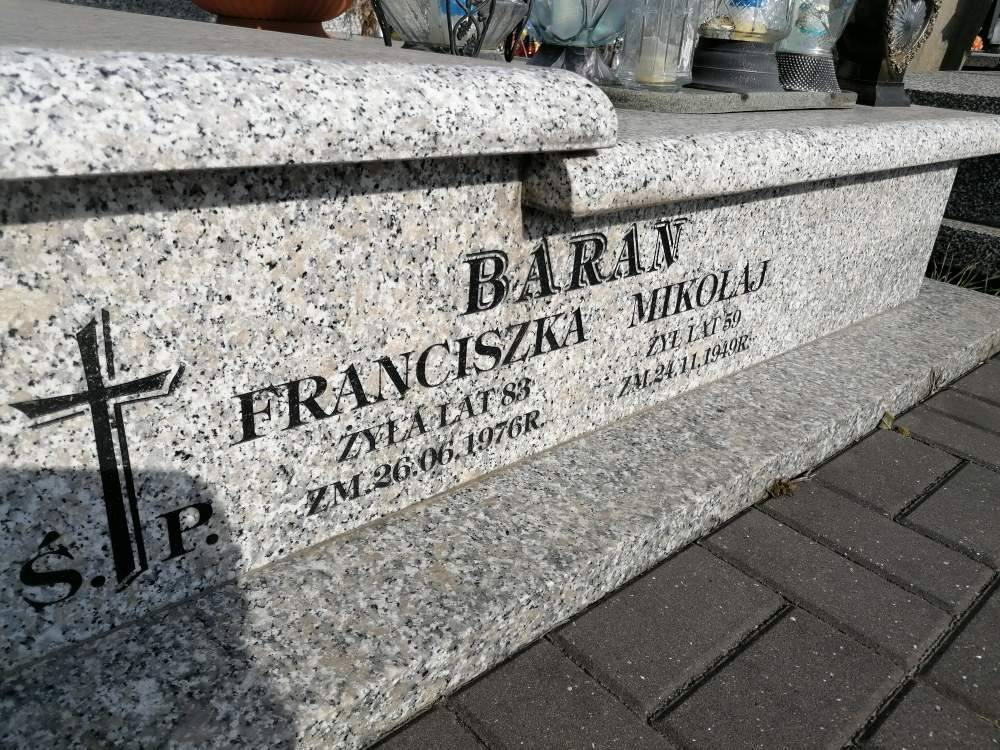 BARAN
FRANCISZKA MIKOŁAJ
ŻYŁA LAT 83 ŻYŁ LAT 59
ZM.26.06.1976R. ZM.24.11.1949R.
Ś. P.